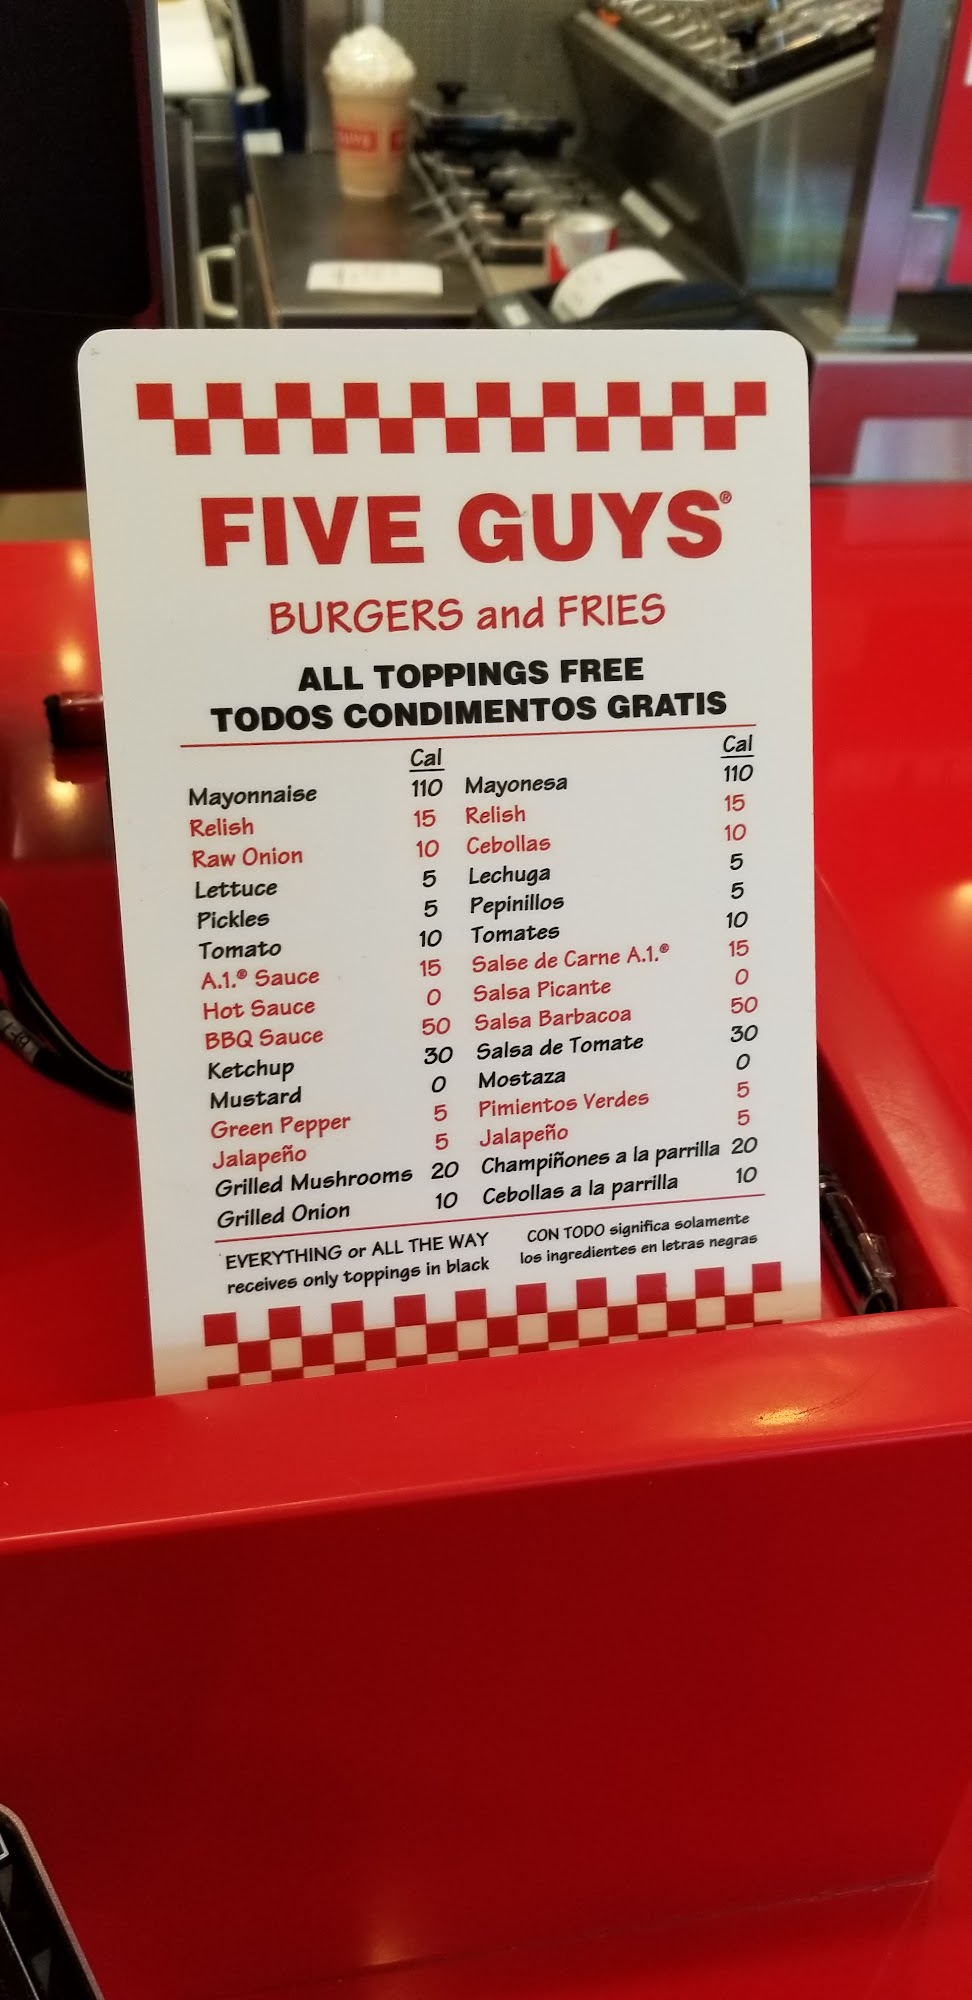 FIVE GUYS®
BURGERS and FRIES
ALL TOPPINGS FREE
TODOS CONDIMENTOS GRATIS
Cal Cal
Mayonnaise 110 Mayonesa 110
Relish 15 Relish 15
Raw Onion 10 Cebollas 10
Lettuce 5 Lechuga 5
Pickles 5 Pepinillos 5
Tomato 10 Tomates 10
A.1.® Sauce 15 Salse de Carne A.1.® 15
Hot Sauce 0 Salsa Picante 0
BBQ Sauce 50 Salsa Barbacoa 50
Ketchup 30 Salsa de Tomate 30
Mustard 0 Mostaza 0
Green Pepper 5 Pimientos Verdes 5
Jalapeño 5 Jalapeño 5
Grilled Mushrooms 20 Champiñones a la parrilla 20
Grilled Onion 10 Cebollas a la parrilla 10
EVERYTHING or ALL THE WAY
receives only toppings in black
CON TODO significa solamente
los ingredientes en letras negras